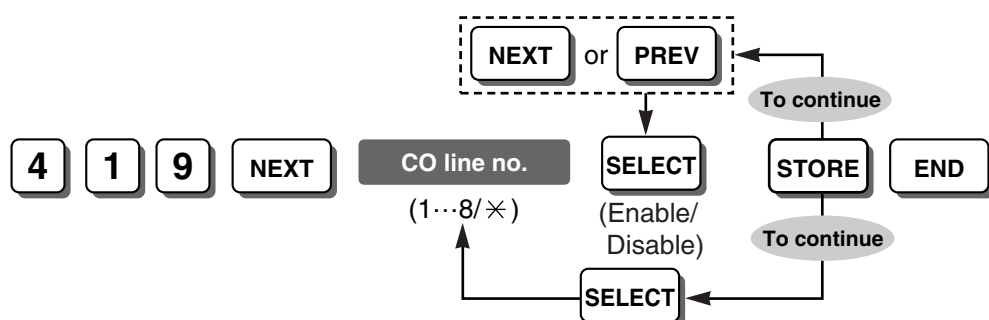 NEXT or PREV
To continue
4 1 9 NEXT CO line no. SELECT STORE END
(1···8/✳)
(Enable/
Disable)
To continue
SELECT